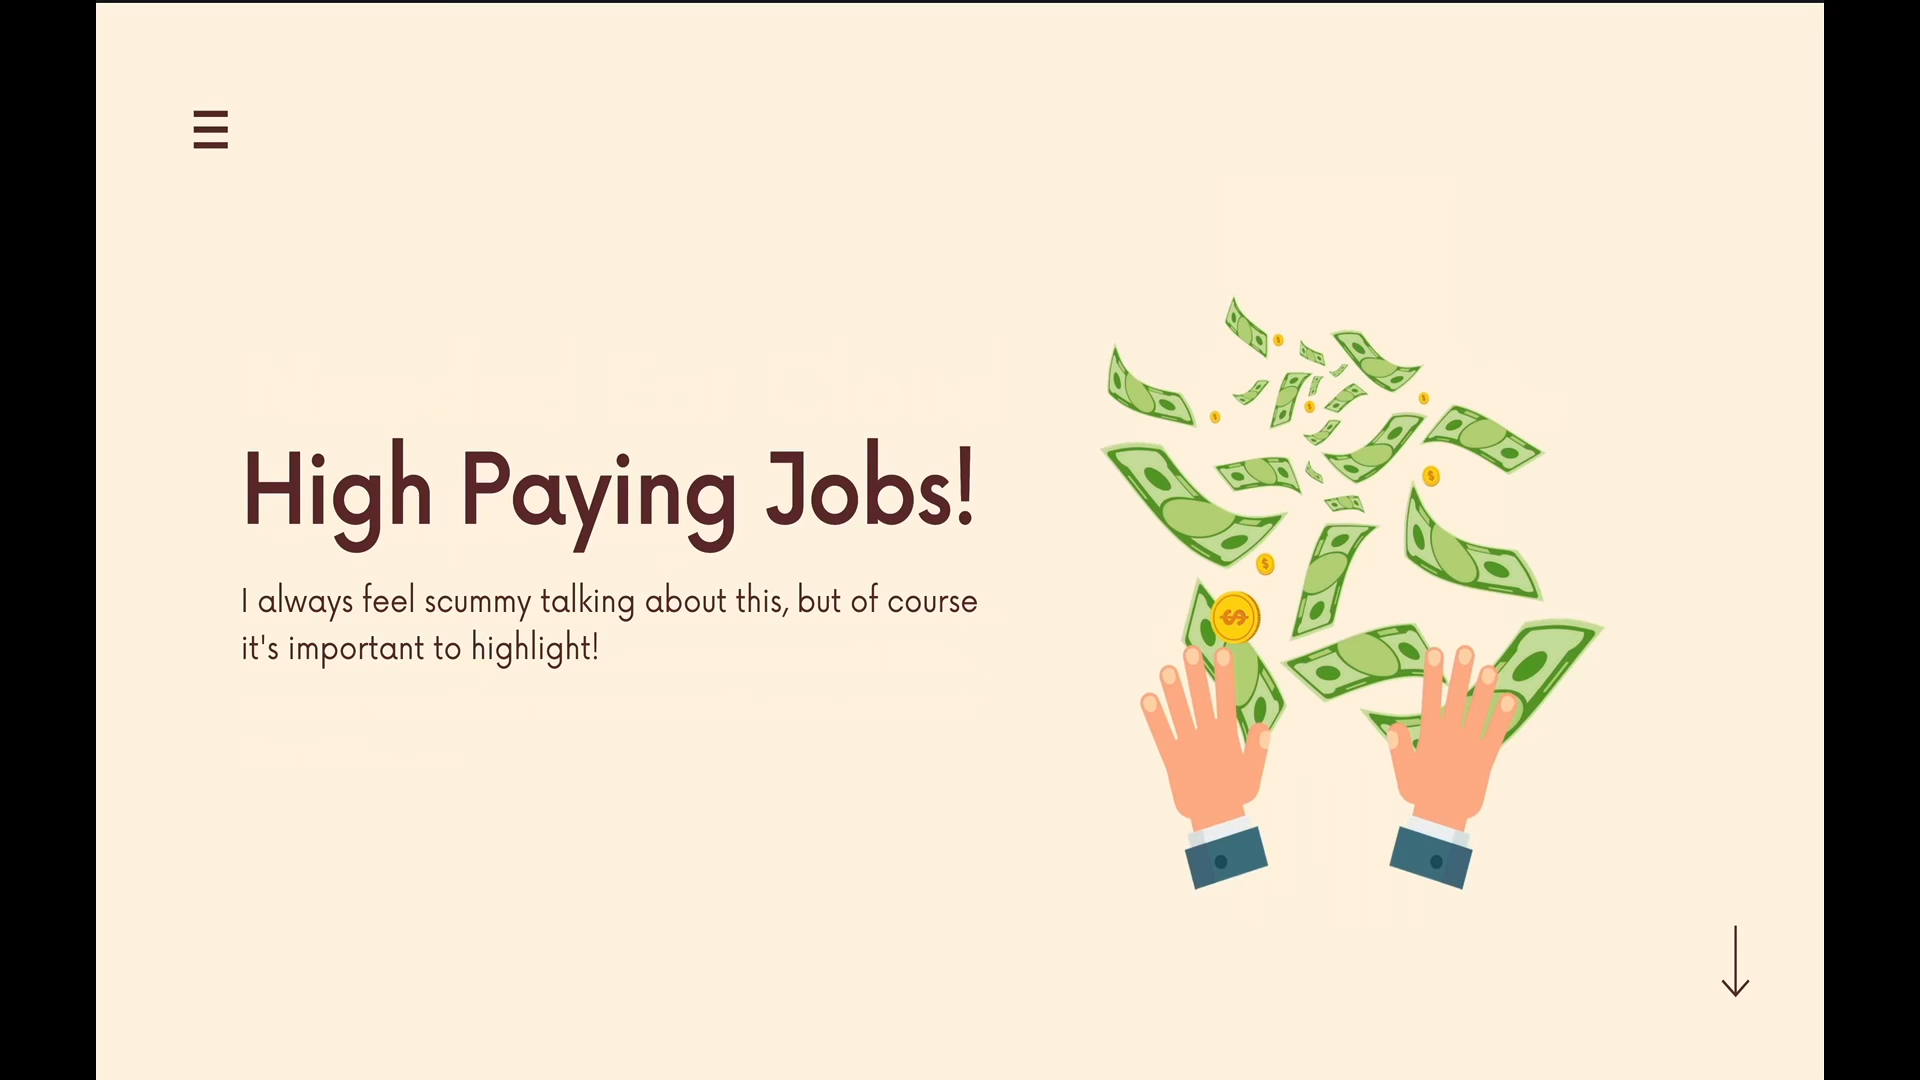 High Paying Jobs!
I always feel scummy talking about this, but of course
it's important to highlight!